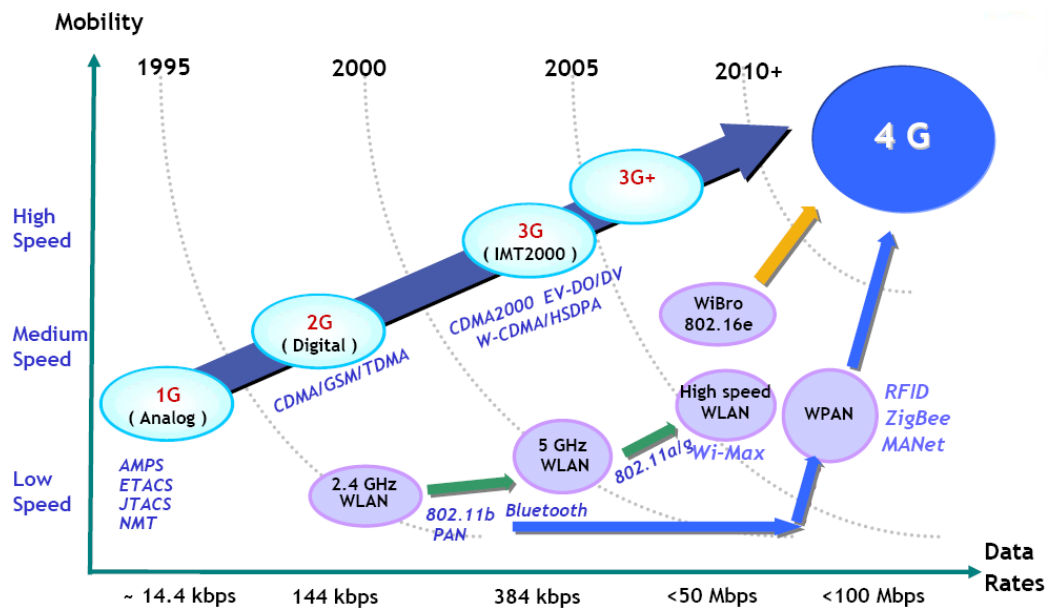 Mobility
1995
2000
2005
2010+
4 G
3G+
High
Speed
3G
( IMT2000 )
CDMA2000 EV-DO/DV
W-CDMA/HSDPA
WiBro
802.16e
Medium
Speed
2G
( Digital )
CDMA/GSM/TDMA
1G
( Analog )
High speed
WLAN
Wi-Max
WPAN
RFID
ZigBee
MANet
5 GHz
WLAN
802.11a/g
Low
Speed
AMPS
ETACS
JTACS
NMT
2.4 GHz
WLAN
802.11b
PAN
Bluetooth
Data
Rates
~ 14.4 kbps
144 kbps
384 kbps
<50 Mbps
<100 Mbps